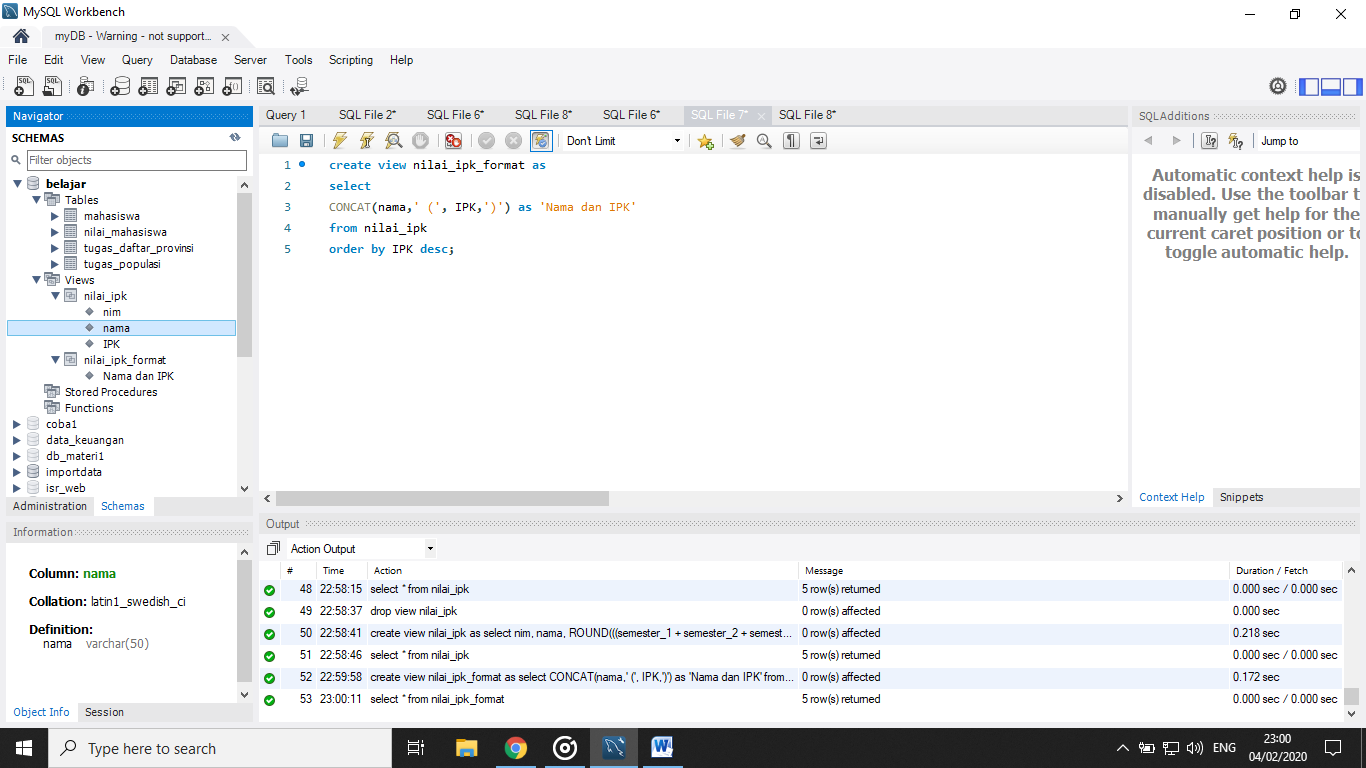 MySQL Workbench
myDB - Warning - not support...
File Edit View Query Database Server Tools Scripting Help
Navigator
SCHEMAS
Filter objects
belajar
Tables
mahasiswa
nilai_mahasiswa
tugas_daftar_provinsi
tugas_populasi
Views
nilai_ipk
nim
nama
IPK
nilai_ipk_format
Nama dan IPK
Stored Procedures
Functions
coba1
data_keuangan
db_materi1
importdata
isr_web
Administration Schemas
Information
Column: nama
Collation: latin1_swedish_ci
Definition:
nama varchar(50)
Object Info Session
Query 1 SQL File 2* SQL File 6* SQL File 8* SQL File 6* SQL File 7* SQL File 8*
Don't Limit
1 create view nilai_ipk_format as
2 select
3 CONCAT(nama,' (', IPK,')') as 'Nama dan IPK'
4 from nilai_ipk
5 order by IPK desc;
SQLAdditions
Jump to
Automatic context help is
disabled. Use the toolbar t
manually get help for the
current caret position or to
toggle automatic help.
Context Help Snippets
Output
Action Output
# Time Action Message Duration / Fetch
48 22:58:15 select * from nilai_ipk 5 row(s) returned 0.000 sec / 0.000 sec
49 22:58:37 drop view nilai_ipk 0 row(s) affected 0.000 sec
50 22:58:41 create view nilai_ipk as select nim, nama, ROUND(((semester_1 + semester_2 + semest... 0 row(s) affected 0.218 sec
51 22:58:46 select * from nilai_ipk 5 row(s) returned 0.000 sec / 0.000 sec
52 22:59:58 create view nilai_ipk_format as select CONCAT(nama,' (', IPK,')') as 'Nama dan IPK' from... 0 row(s) affected 0.172 sec
53 23:00:11 select * from nilai_ipk_format 5 row(s) returned 0.000 sec / 0.000 sec
Type here to search
ENG
23:00
04/02/2020